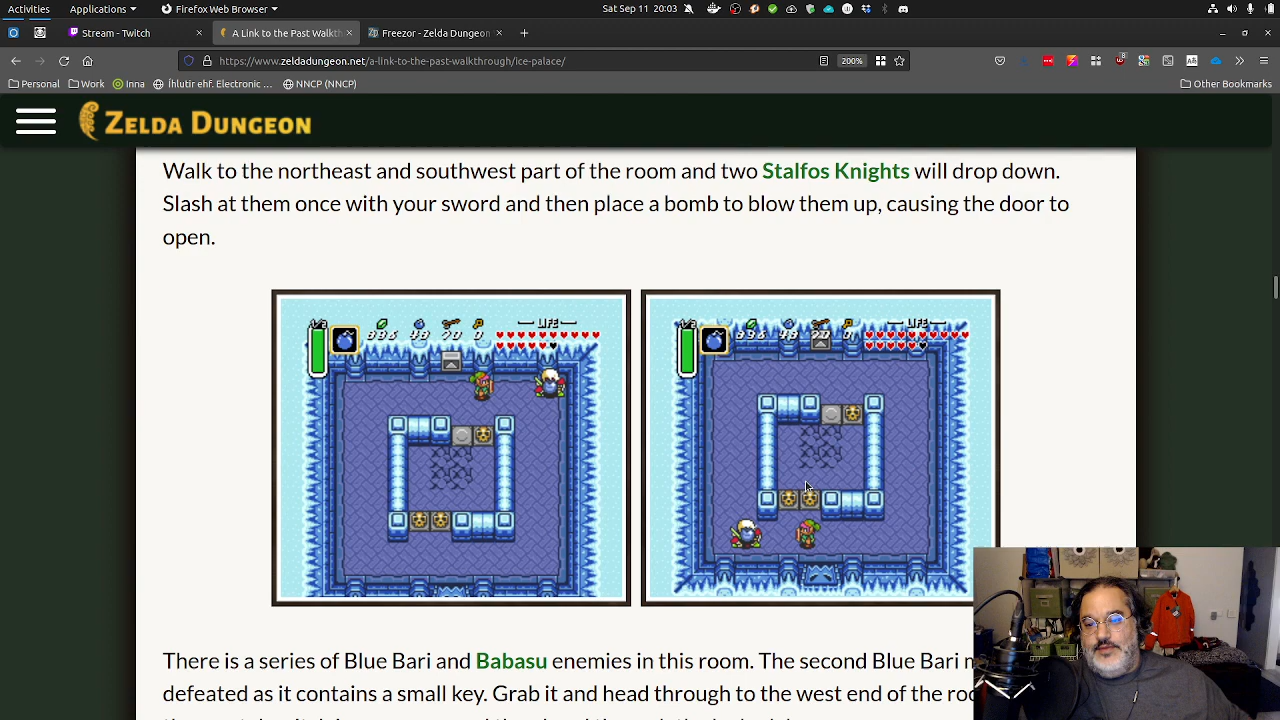 Activities Applications Firefox Web Browser Sat Sep 11 20:03
Stream - Twitch × A Link to the Past Walkth × Freezor - Zelda Dungeon × +
https://www.zeldadungeon.net/a-link-to-the-past-walkthrough/ice-palace/ 200%
Personal Work Inna Íhlutir ehf. Electronic ... NNCP (NNCP) Other Bookmarks
ZELDA DUNGEON
Walk to the northeast and southwest part of the room and two Stalfos Knights will drop down.
Slash at them once with your sword and then place a bomb to blow them up, causing the door to
open.
1/2 LIFE
1/2 LIFE
There is a series of Blue Bari and Babasu enemies in this room. The second Blue Bari
defeated as it contains a small key. Grab it and head through to the west end of the